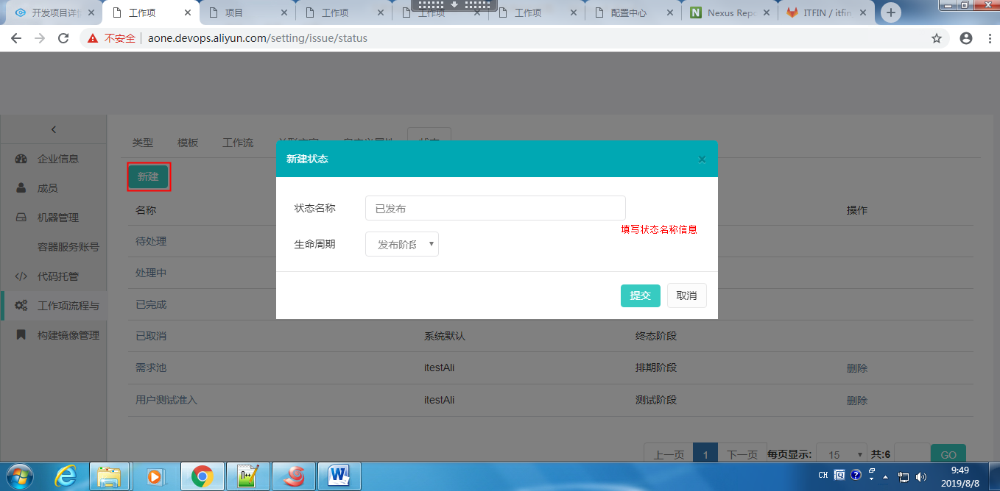 开发项目详情
工作项
项目
工作项
工作项
工作项
配置中心
Nexus Repo
ITFIN / itfin
不安全
aone.devops.aliyun.com/setting/issue/status
类型
模板
工作流
状态
企业信息
成员
机器管理
容器服务账号
代码托管
工作项流程与
构建镜像管理
新建
新建状态
×
状态名称
已发布
填写状态名称信息
生命周期
发布阶段
提交
取消
名称
操作
待处理
处理中
已完成
已取消
系统默认
终态阶段
需求池
itestAli
排期阶段
删除
用户测试准入
itestAli
测试阶段
删除
上一页
1
下一页
每页显示:
15
共:6
GO
CH
9:49
2019/8/8